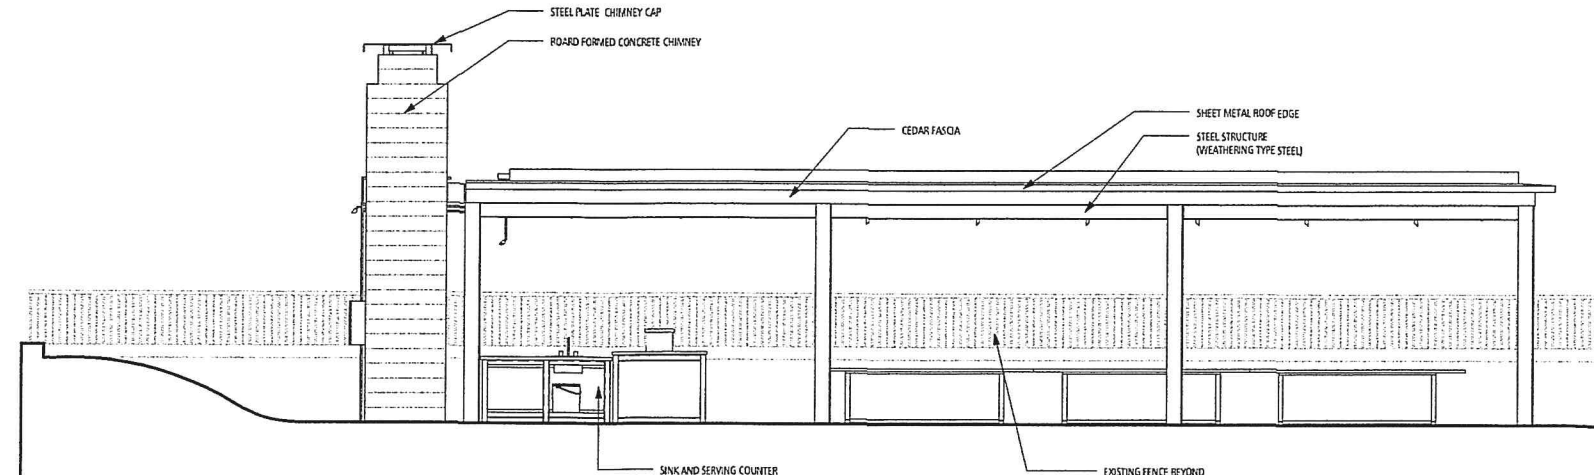 STEEL PLATE CHIMNEY CAP
BOARD FORMED CONCRETE CHIMNEY
SHEET METAL ROOF EDGE
CEDAR FASCIA
STEEL STRUCTURE
(WEATHERING TYPE STEEL)
SINK AND SERVING COUNTER
EXISTING FENCE BEYOND